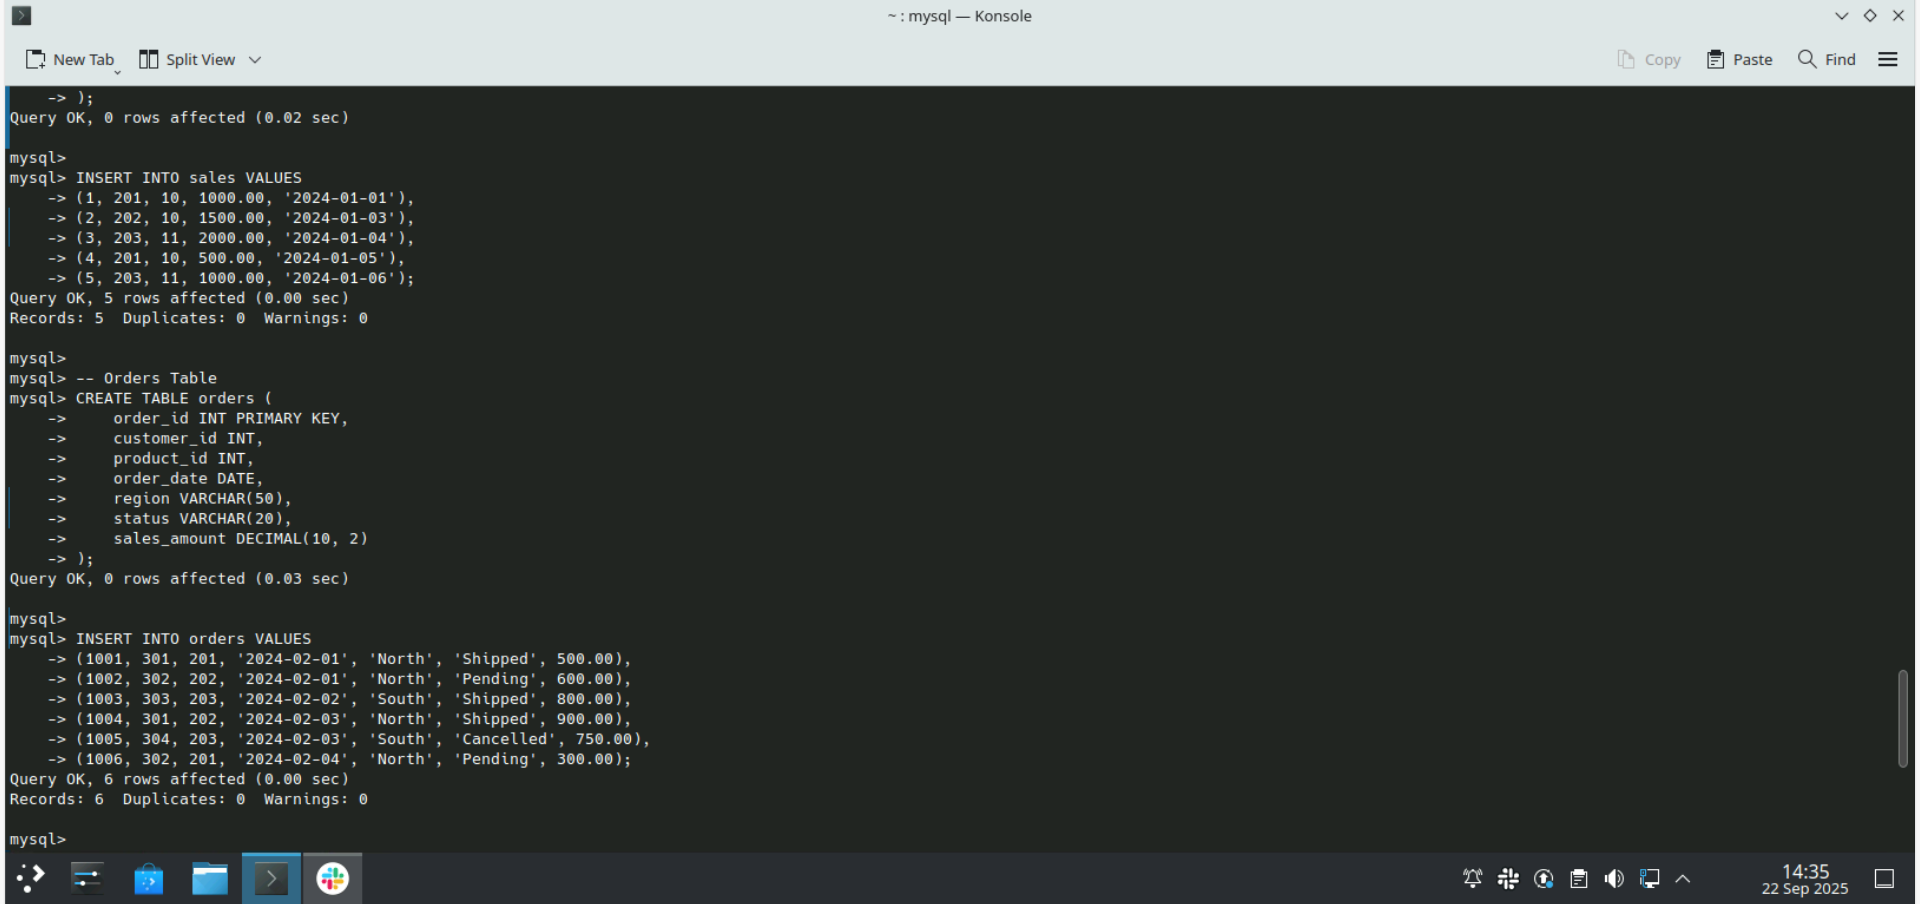 ~ : mysql — Konsole
New Tab Split View Copy Paste Find
-> );
Query OK, 0 rows affected (0.02 sec)
mysql>
mysql> INSERT INTO sales VALUES
-> (1, 201, 10, 1000.00, '2024-01-01'),
-> (2, 202, 10, 1500.00, '2024-01-03'),
-> (3, 203, 11, 2000.00, '2024-01-04'),
-> (4, 201, 10, 500.00, '2024-01-05'),
-> (5, 203, 11, 1000.00, '2024-01-06');
Query OK, 5 rows affected (0.00 sec)
Records: 5  Duplicates: 0  Warnings: 0
mysql>
mysql> -- Orders Table
mysql> CREATE TABLE orders (
->     order_id INT PRIMARY KEY,
->     customer_id INT,
->     product_id INT,
->     order_date DATE,
->     region VARCHAR(50),
->     status VARCHAR(20),
->     sales_amount DECIMAL(10, 2)
-> );
Query OK, 0 rows affected (0.03 sec)
mysql>
mysql> INSERT INTO orders VALUES
-> (1001, 301, 201, '2024-02-01', 'North', 'Shipped', 500.00),
-> (1002, 302, 202, '2024-02-01', 'North', 'Pending', 600.00),
-> (1003, 303, 203, '2024-02-02', 'South', 'Shipped', 800.00),
-> (1004, 301, 202, '2024-02-03', 'North', 'Shipped', 900.00),
-> (1005, 304, 203, '2024-02-03', 'South', 'Cancelled', 750.00),
-> (1006, 302, 201, '2024-02-04', 'North', 'Pending', 300.00);
Query OK, 6 rows affected (0.00 sec)
Records: 6  Duplicates: 0  Warnings: 0
mysql>
14:35
22 Sep 2025